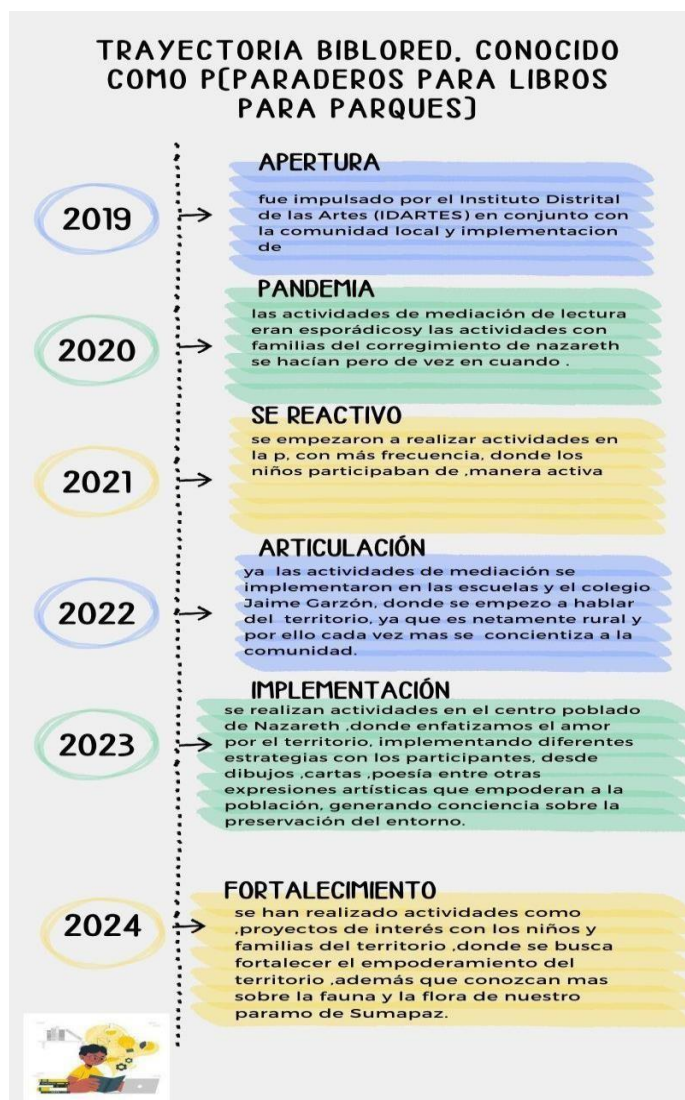 TRAYECTORIA BIBLORED, CONOCIDO
COMO P(PARADEROS PARA LIBROS
PARA PARQUES)
APERTURA
2019
fue impulsado por el Instituto Distrital
de las Artes (IDARTES) en conjunto con
la comunidad local y implementacion
de
PANDEMIA
2020
las actividades de mediación de lectura
eran esporádicosy las actividades con
familias del corregimiento de nazareth
se hacían pero de vez en cuando .
SE REACTIVO
2021
se empezaron a realizar actividades en
la p, con más frecuencia, donde los
niños participaban de ,manera activa
ARTICULACIÓN
2022
ya las actividades de mediación se
implementaron en las escuelas y el colegio
Jaime Garzón, donde se empezo a hablar
del territorio, ya que es netamente rural y
por ello cada vez mas se concientiza a la
comunidad.
IMPLEMENTACIÓN
2023
se realizan actividades en el centro poblado
de Nazareth ,donde enfatizamos el amor
por el territorio, implementando diferentes
estrategias con los participantes, desde
dibujos ,cartas ,poesía entre otras
expresiones artísticas que empoderan a la
población, generando conciencia sobre la
preservación del entorno.
FORTALECIMIENTO
2024
se han realizado actividades como
,proyectos de interés con los niños y
familias del territorio ,donde se busca
fortalecer el empoderamiento del
territorio ,además que conozcan mas
sobre la fauna y la flora de nuestro
paramo de Sumapaz.